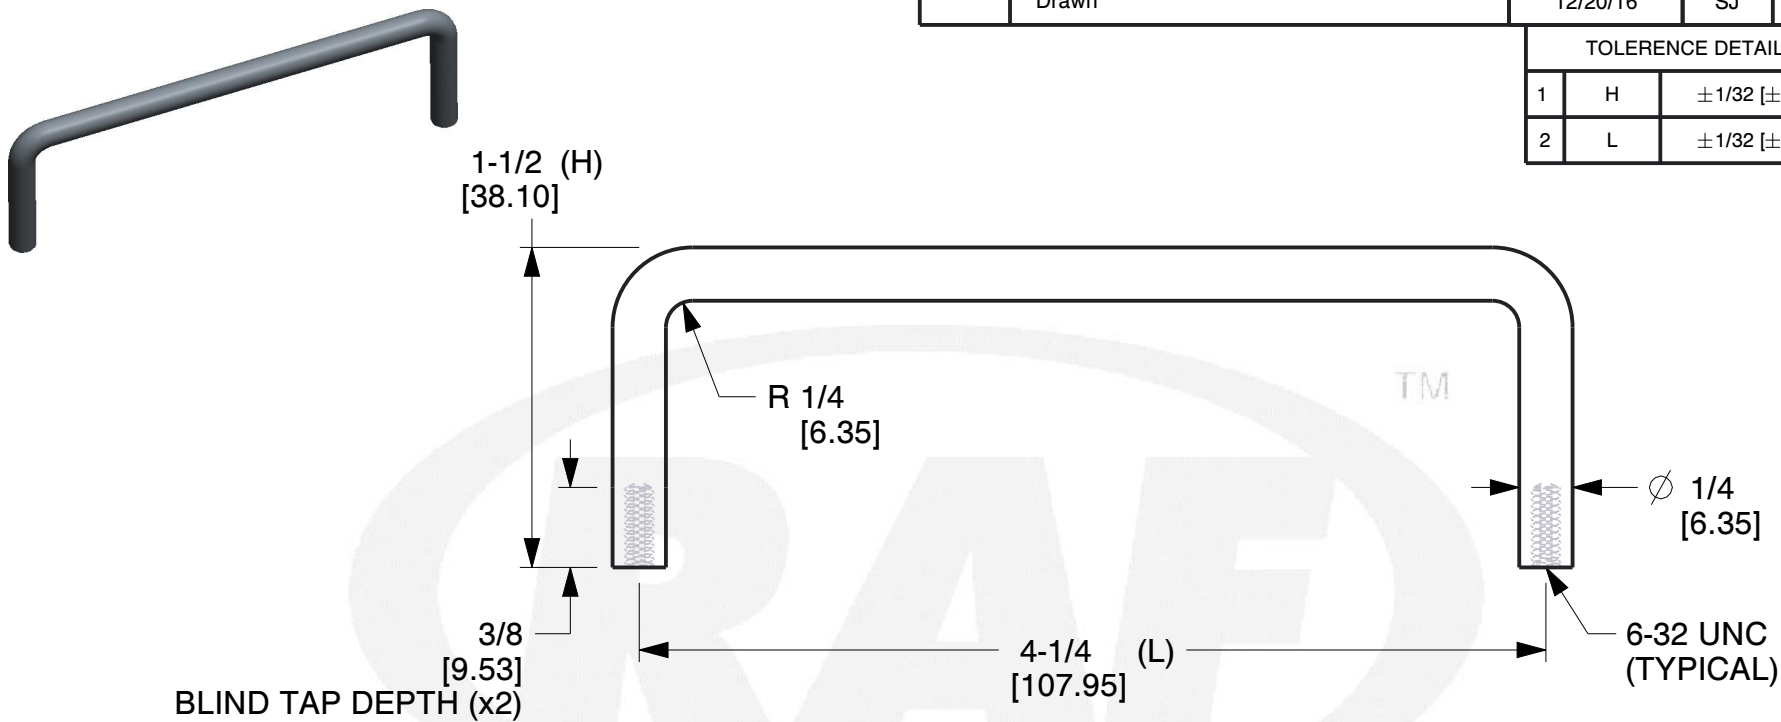 Drawn 12/20/16 SJ
TOLERENCE DETAIL
1 H ±1/32 [±
2 L ±1/32 [±
1-1/2 (H)
[38.10]
R 1/4
[6.35]
TM
⌀ 1/4
[6.35]
3/8
[9.53]
BLIND TAP DEPTH (x2)
4-1/4 (L)
[107.95]
6-32 UNC
(TYPICAL)
RAF